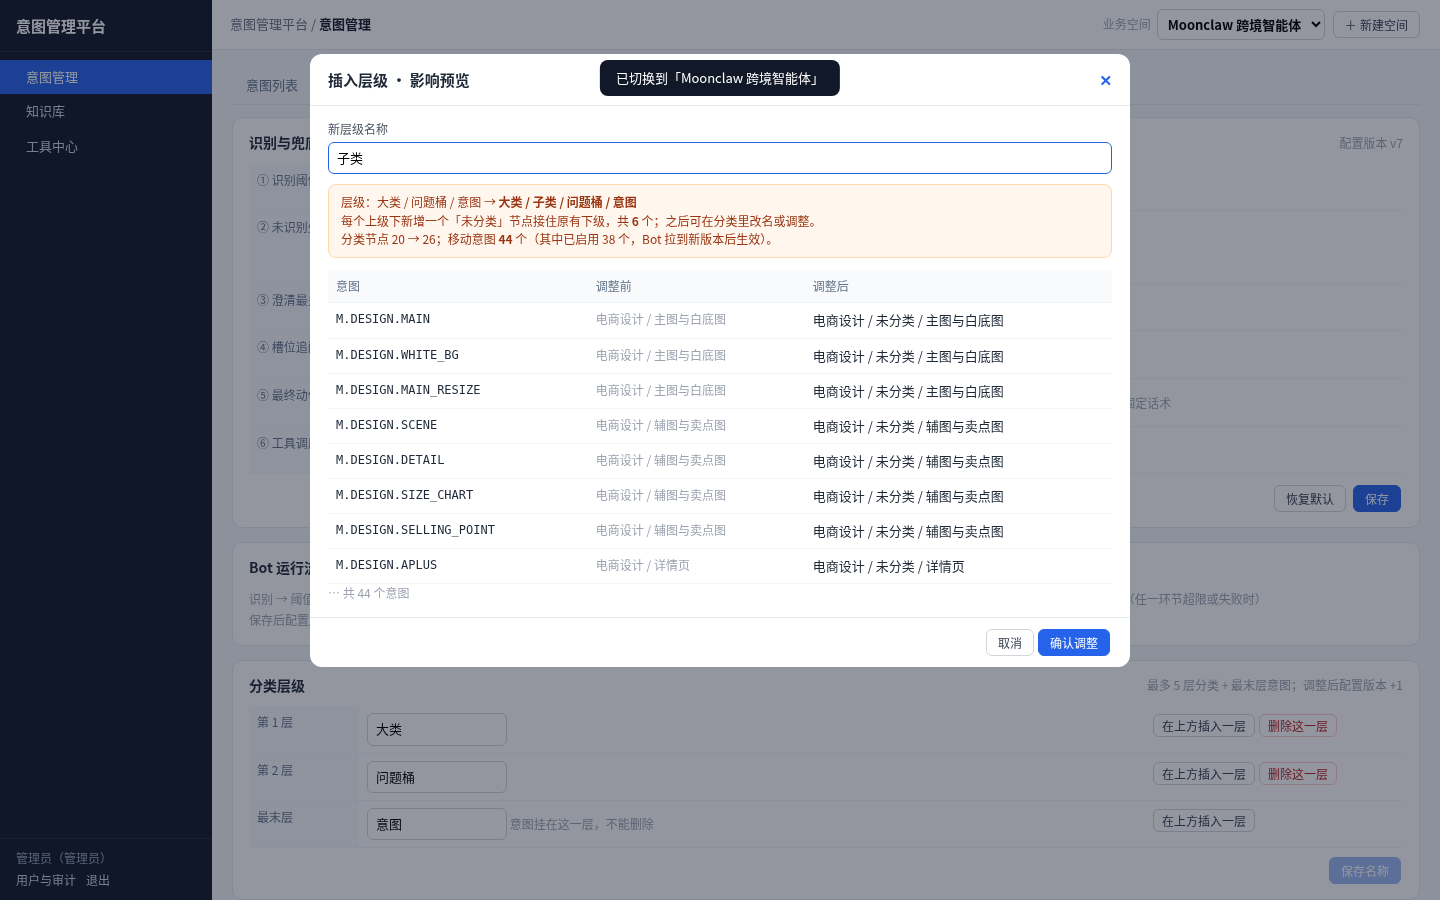 意图管理平台
意图管理平台 / 意图管理
业务空间 Moonclaw 跨境智能体
＋ 新建空间
意图管理
知识库
工具中心
意图列表
插入层级 · 影响预览
已切换到「Moonclaw 跨境智能体」
×
新层级名称
子类
层级：大类 / 问题桶 / 意图 → 大类 / 子类 / 问题桶 / 意图
每个上级下新增一个「未分类」节点接住原有下级，共 6 个；之后可在分类里改名或调整。
分类节点 20 → 26；移动意图 44 个（其中已启用 38 个，Bot 拉到新版本后生效）。
意图 调整前 调整后
M.DESIGN.MAIN 电商设计 / 主图与白底图 电商设计 / 未分类 / 主图与白底图
M.DESIGN.WHITE_BG 电商设计 / 主图与白底图 电商设计 / 未分类 / 主图与白底图
M.DESIGN.MAIN_RESIZE 电商设计 / 主图与白底图 电商设计 / 未分类 / 主图与白底图
M.DESIGN.SCENE 电商设计 / 辅图与卖点图 电商设计 / 未分类 / 辅图与卖点图
M.DESIGN.DETAIL 电商设计 / 辅图与卖点图 电商设计 / 未分类 / 辅图与卖点图
M.DESIGN.SIZE_CHART 电商设计 / 辅图与卖点图 电商设计 / 未分类 / 辅图与卖点图
M.DESIGN.SELLING_POINT 电商设计 / 辅图与卖点图 电商设计 / 未分类 / 辅图与卖点图
M.DESIGN.APLUS 电商设计 / 详情页 电商设计 / 未分类 / 详情页
… 共 44 个意图
取消 确认调整
识别与兜
配置版本 v7
① 识别阈
② 未识别
③ 澄清最
④ 槽位追
⑤ 最终动
固定话术
⑥ 工具调
恢复默认 保存
Bot 运行
识别 → 阈
（任一环节超限或失败时）
保存后配置
分类层级
最多 5 层分类 + 最末层意图；调整后配置版本 +1
第 1 层 大类 在上方插入一层 删除这一层
第 2 层 问题桶 在上方插入一层 删除这一层
最末层 意图 意图挂在这一层，不能删除 在上方插入一层
保存名称
管理员（管理员）
用户与审计 退出